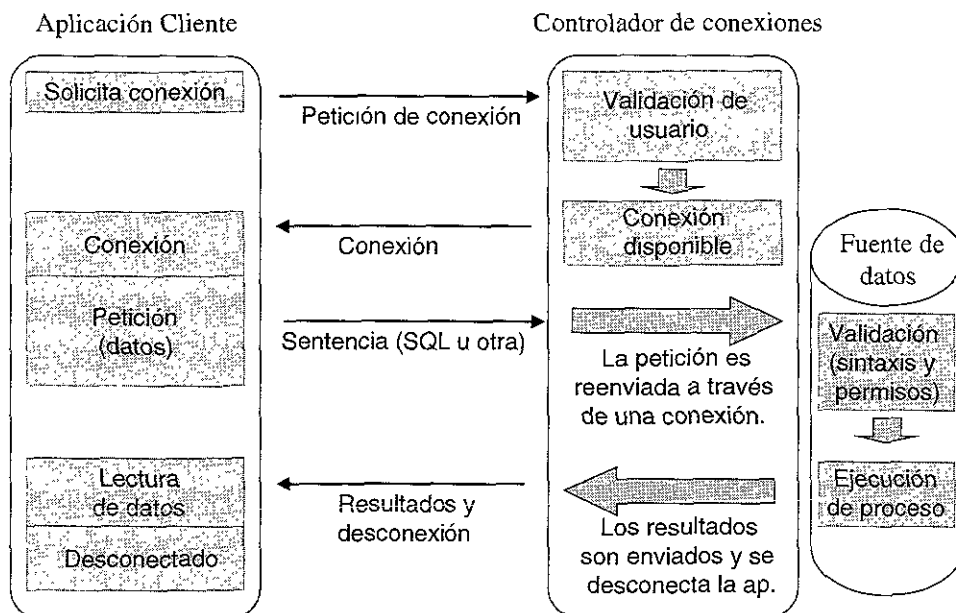 Aplicación Cliente
Controlador de conexiones
Solicita conexión
Petición de conexión
Validación de
usuario
Conexión
Conexión
Conexión
disponible
Fuente de
datos
Petición
(datos)
Sentencia (SQL u otra)
La petición es
reenviada a través
de una conexión.
Validación
(sintaxis y
permisos)
Lectura
de datos
Desconectado
Resultados y
desconexión
Los resultados
son enviados y se
desconecta la ap.
Ejecución
de proceso